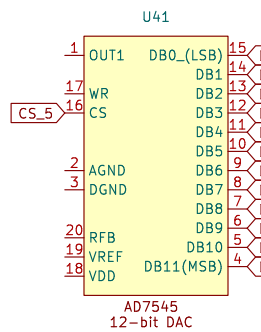 U41
1 OUT1 DB0_(LSB) 15
DB1 14
17 WR DB2 13
CS_5 16 CS DB3 12
DB4 11
DB5 10
2 AGND DB6 9
3 DGND DB7 8
DB8 7
20 RFB DB9 6
19 VREF DB10 5
18 VDD DB11(MSB) 4
AD7545
12-bit DAC